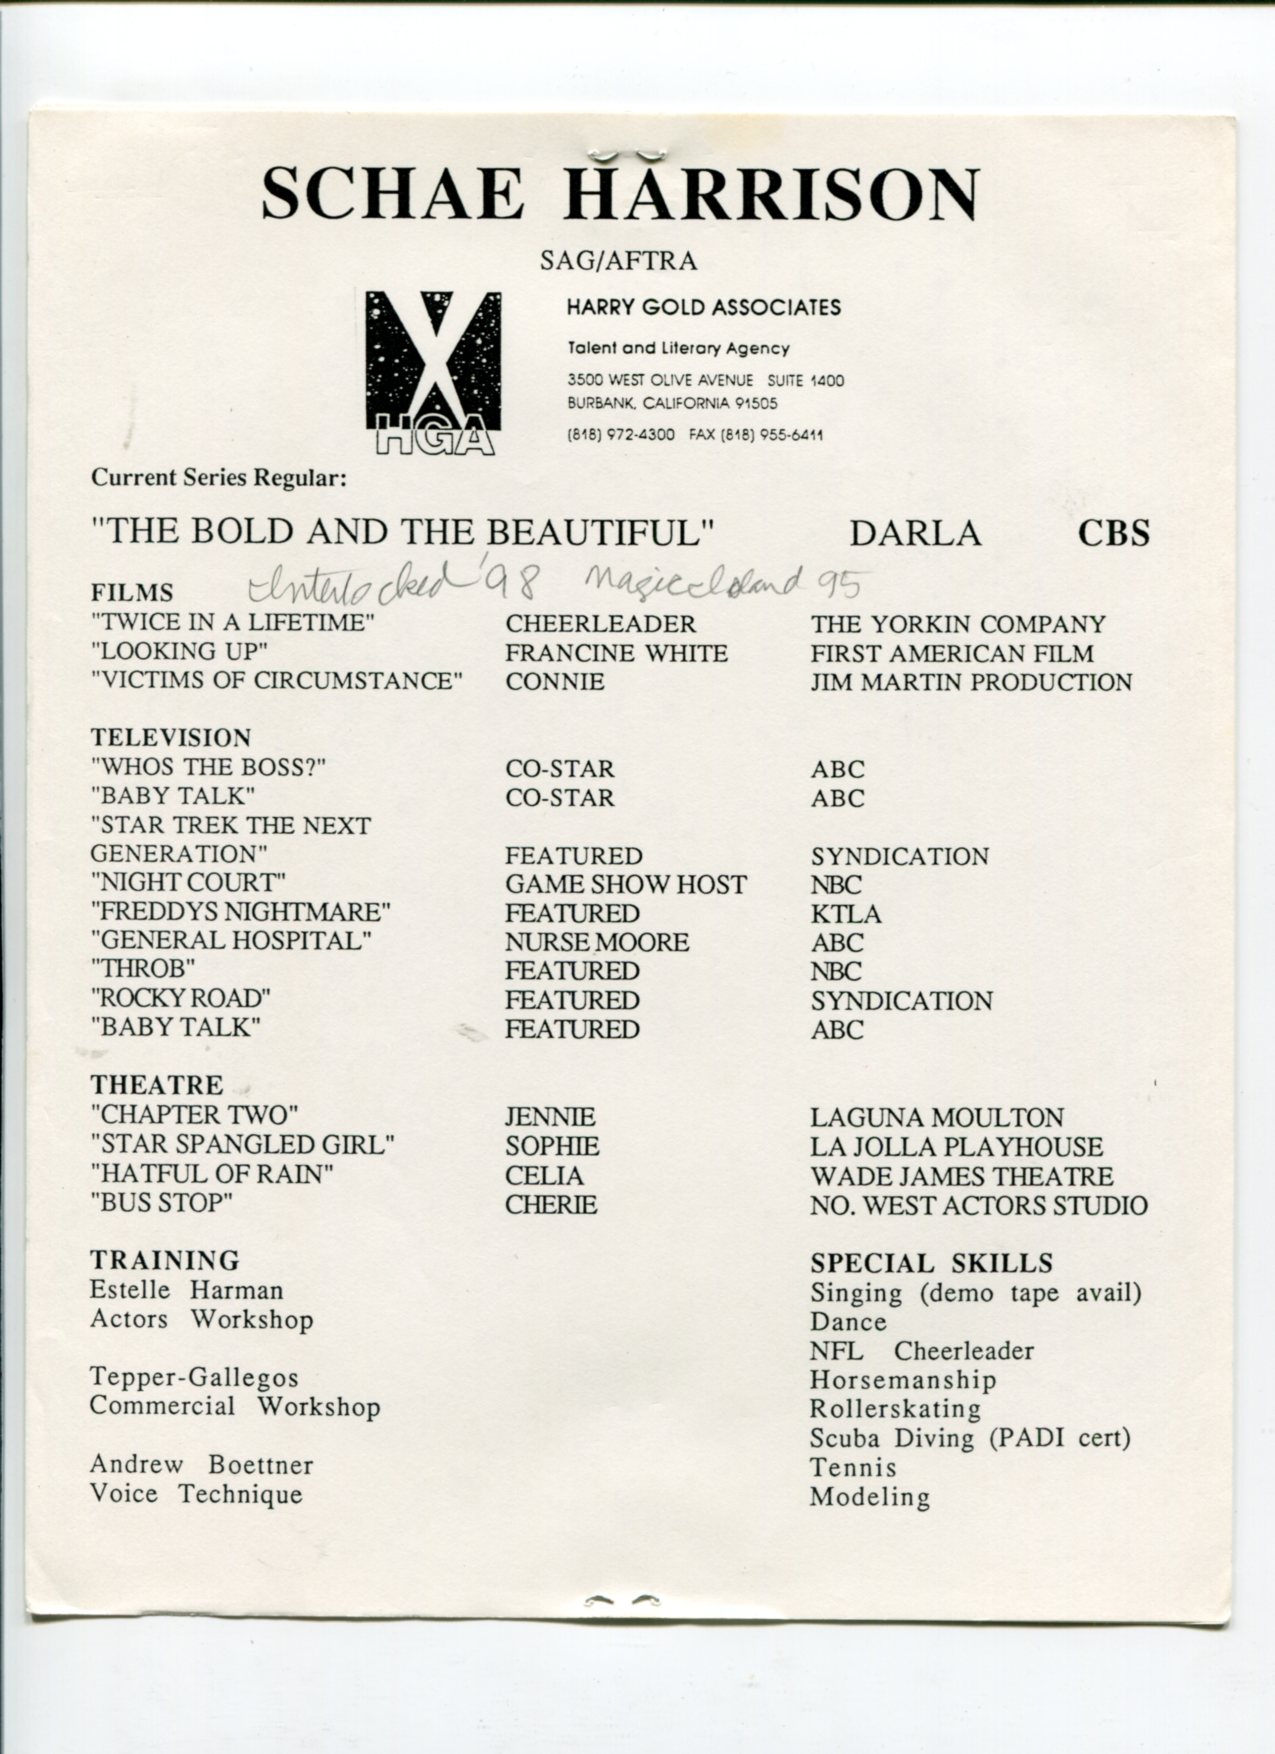 SCHAE HARRISON
SAG/AFTRA
HGA
HARRY GOLD ASSOCIATES
Talent and Literary Agency
3500 WEST OLIVE AVENUE SUITE 1400
BURBANK, CALIFORNIA 91505
(818) 972-4300 FAX (818) 955-6411
Current Series Regular:
"THE BOLD AND THE BEAUTIFUL" DARLA CBS
Interlocked '98 Magic Island 95
FILMS
"TWICE IN A LIFETIME" CHEERLEADER THE YORKIN COMPANY
"LOOKING UP" FRANCINE WHITE FIRST AMERICAN FILM
"VICTIMS OF CIRCUMSTANCE" CONNIE JIM MARTIN PRODUCTION
TELEVISION
"WHOS THE BOSS?" CO-STAR ABC
"BABY TALK" CO-STAR ABC
"STAR TREK THE NEXT
GENERATION" FEATURED SYNDICATION
"NIGHT COURT" GAME SHOW HOST NBC
"FREDDYS NIGHTMARE" FEATURED KTLA
"GENERAL HOSPITAL" NURSE MOORE ABC
"THROB" FEATURED NBC
"ROCKY ROAD" FEATURED SYNDICATION
"BABY TALK" FEATURED ABC
THEATRE
"CHAPTER TWO" JENNIE LAGUNA MOULTON
"STAR SPANGLED GIRL" SOPHIE LA JOLLA PLAYHOUSE
"HATFUL OF RAIN" CELIA WADE JAMES THEATRE
"BUS STOP" CHERIE NO. WEST ACTORS STUDIO
TRAINING
Estelle Harman
Actors Workshop
Tepper-Gallegos
Commercial Workshop
Andrew Boettner
Voice Technique
SPECIAL SKILLS
Singing (demo tape avail)
Dance
NFL Cheerleader
Horsemanship
Rollerskating
Scuba Diving (PADI cert)
Tennis
Modeling